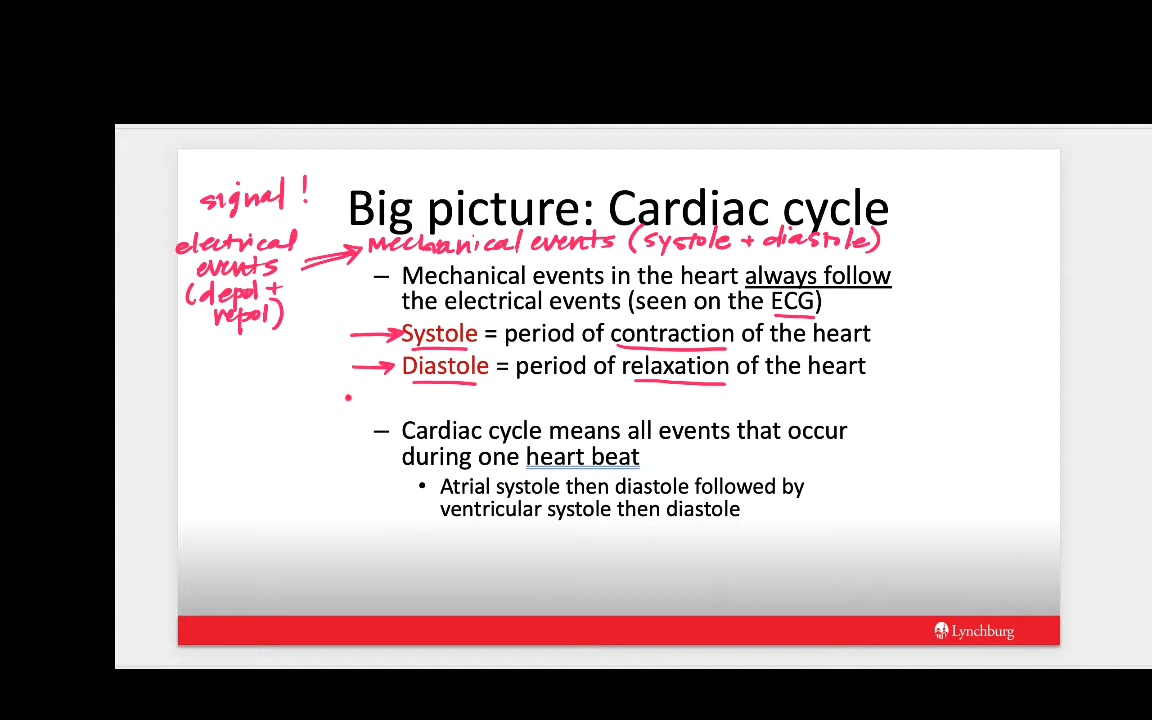 signal !
Big picture: Cardiac cycle
electrical
events
(depol +
repol)
mechanical events (systole + diastole)
– Mechanical events in the heart always follow
the electrical events (seen on the ECG)
Systole = period of contraction of the heart
Diastole = period of relaxation of the heart
– Cardiac cycle means all events that occur
during one heart beat
• Atrial systole then diastole followed by
ventricular systole then diastole
Lynchburg